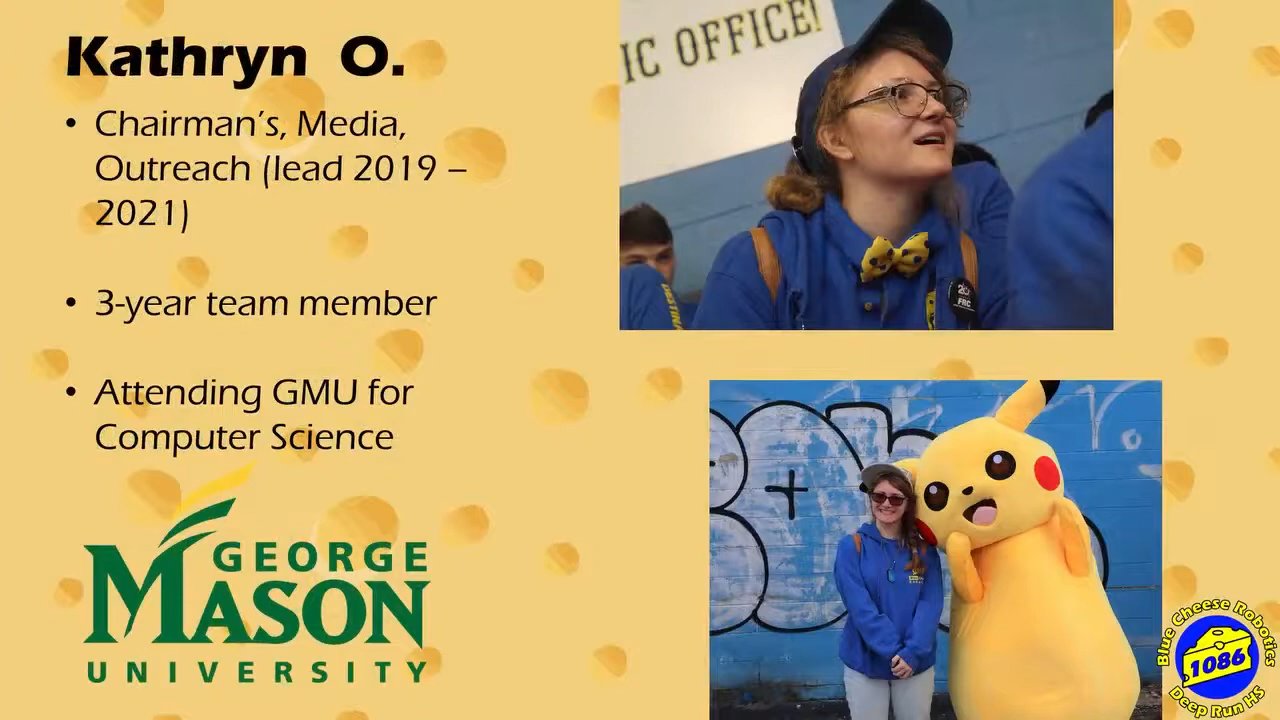 Kathryn O.
• Chairman's, Media,
Outreach (lead 2019 –
2021)
• 3-year team member
• Attending GMU for
Computer Science
GEORGE
MASON
UNIVERSITY
IC OFFICE!
FRC
Blue Cheese Robotics
1086
Deep Run HS